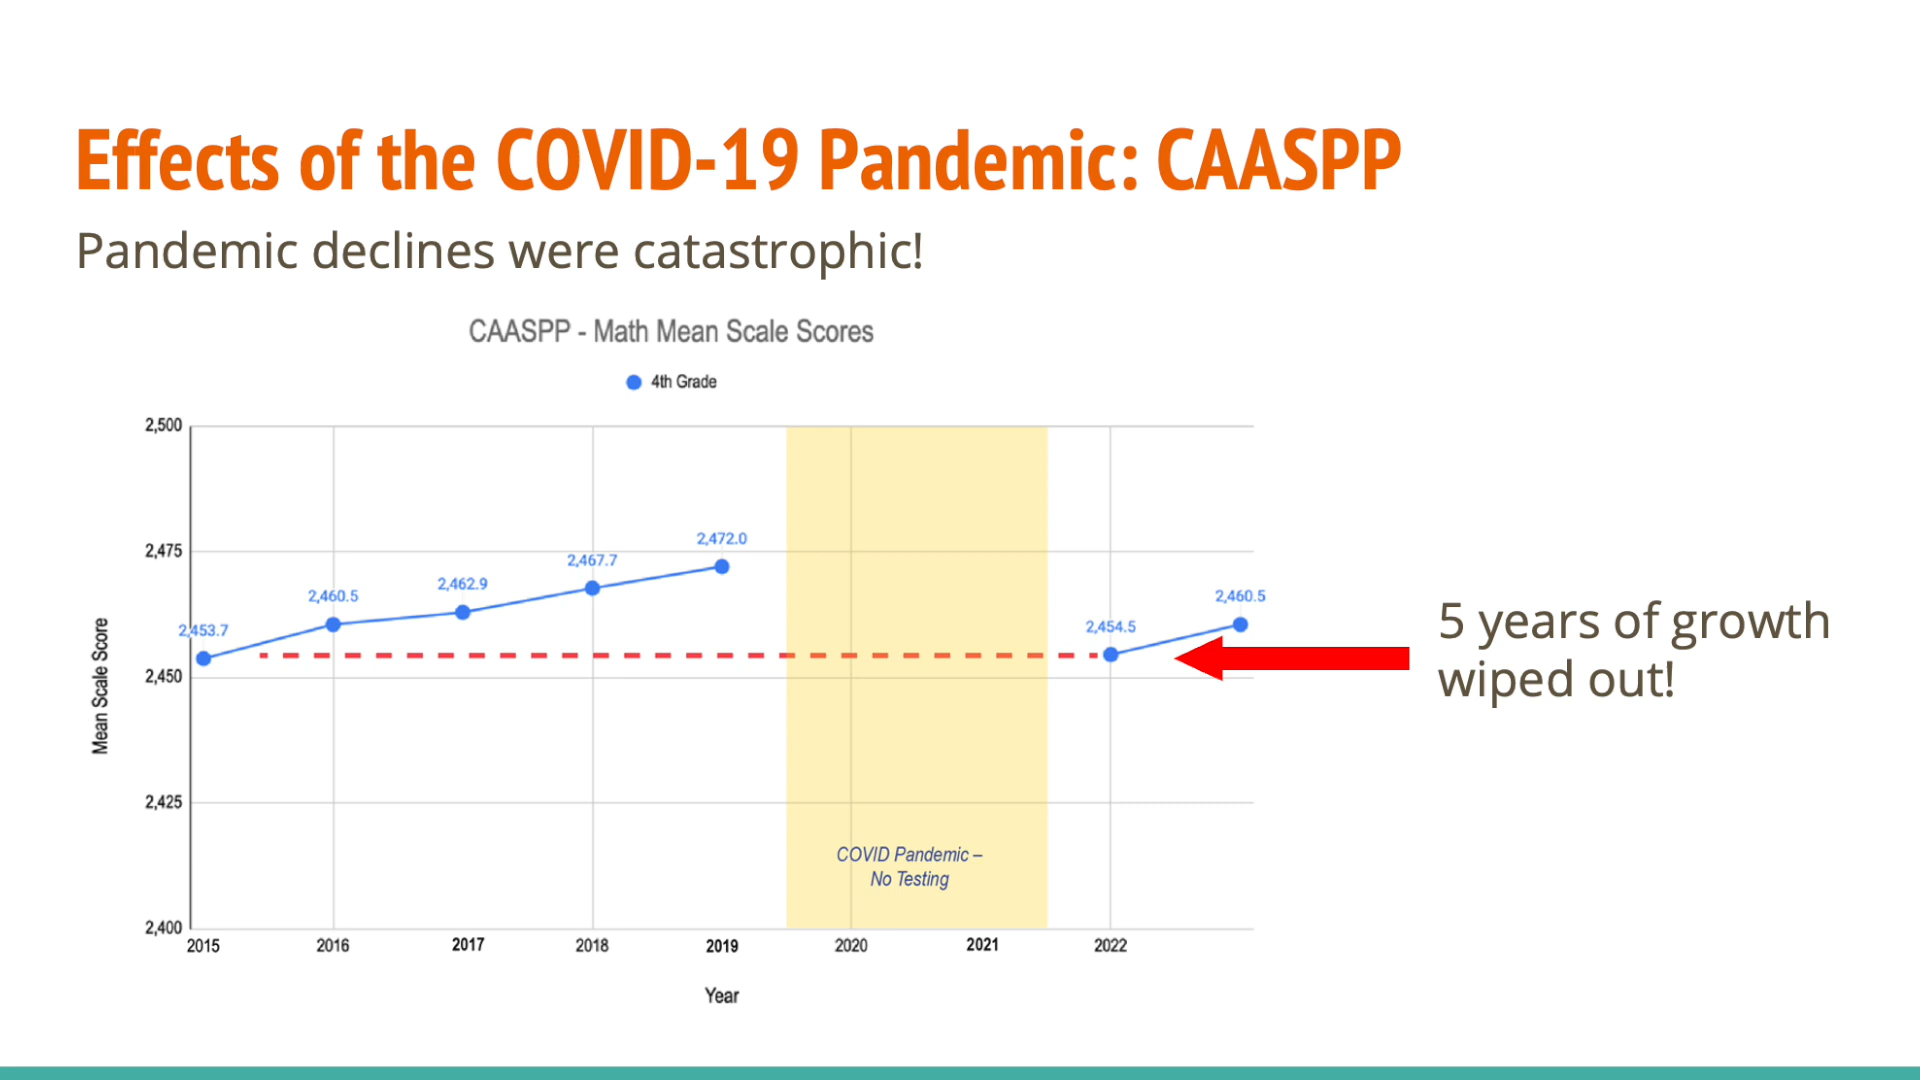 Effects of the COVID-19 Pandemic: CAASPP
Pandemic declines were catastrophic!
CAASPP - Math Mean Scale Scores
4th Grade
2,500
2,475
2,450
2,425
2,400
Mean Scale Score
2,453.7
2,460.5
2,462.9
2,467.7
2,472.0
2,454.5
2,460.5
COVID Pandemic –
No Testing
2015
2016
2017
2018
2019
2020
2021
2022
Year
5 years of growth
wiped out!